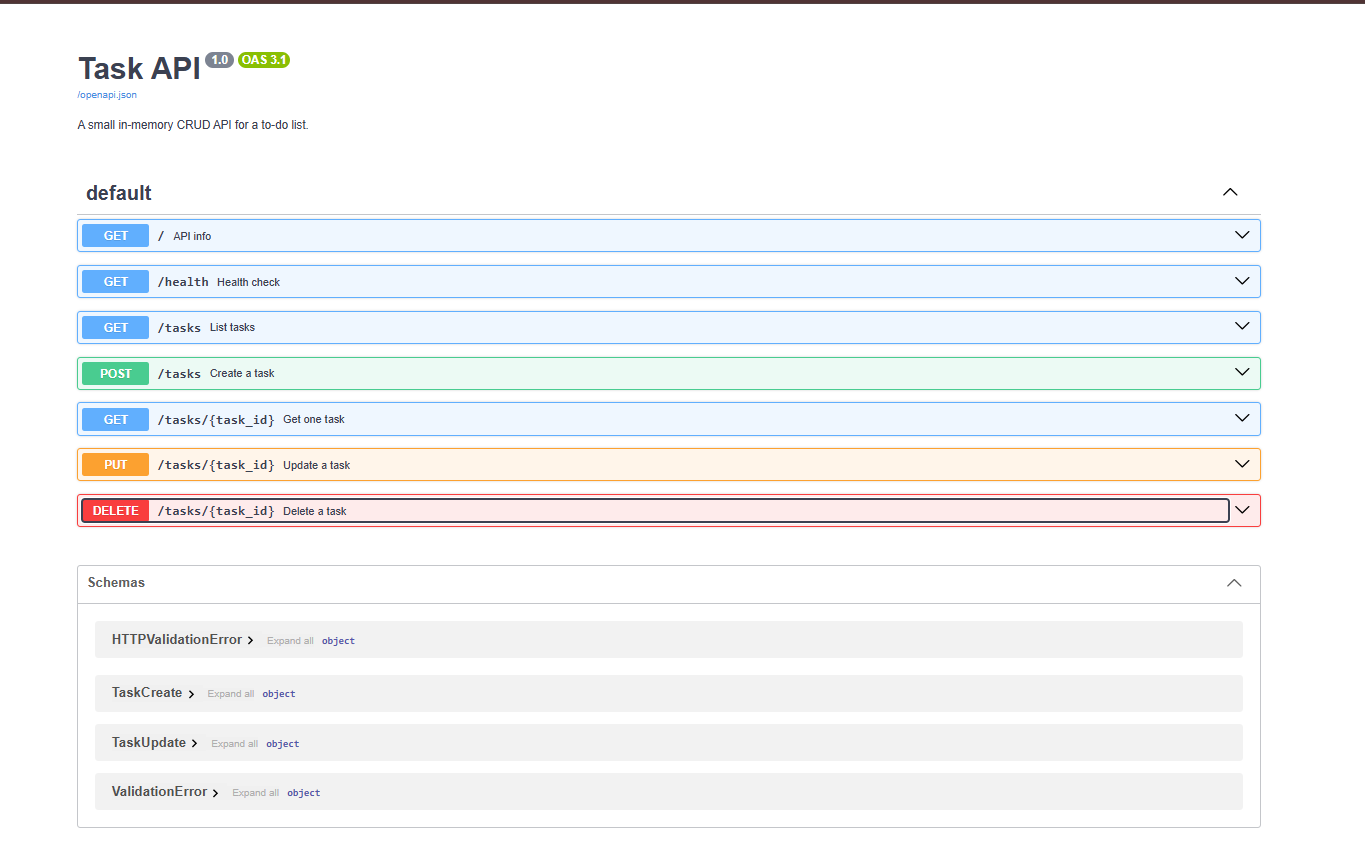 Task API 1.0 OAS 3.1
/openapi.json
A small in-memory CRUD API for a to-do list.
default
GET / API info
GET /health Health check
GET /tasks List tasks
POST /tasks Create a task
GET /tasks/{task_id} Get one task
PUT /tasks/{task_id} Update a task
DELETE /tasks/{task_id} Delete a task
Schemas
HTTPValidationError Expand all object
TaskCreate Expand all object
TaskUpdate Expand all object
ValidationError Expand all object